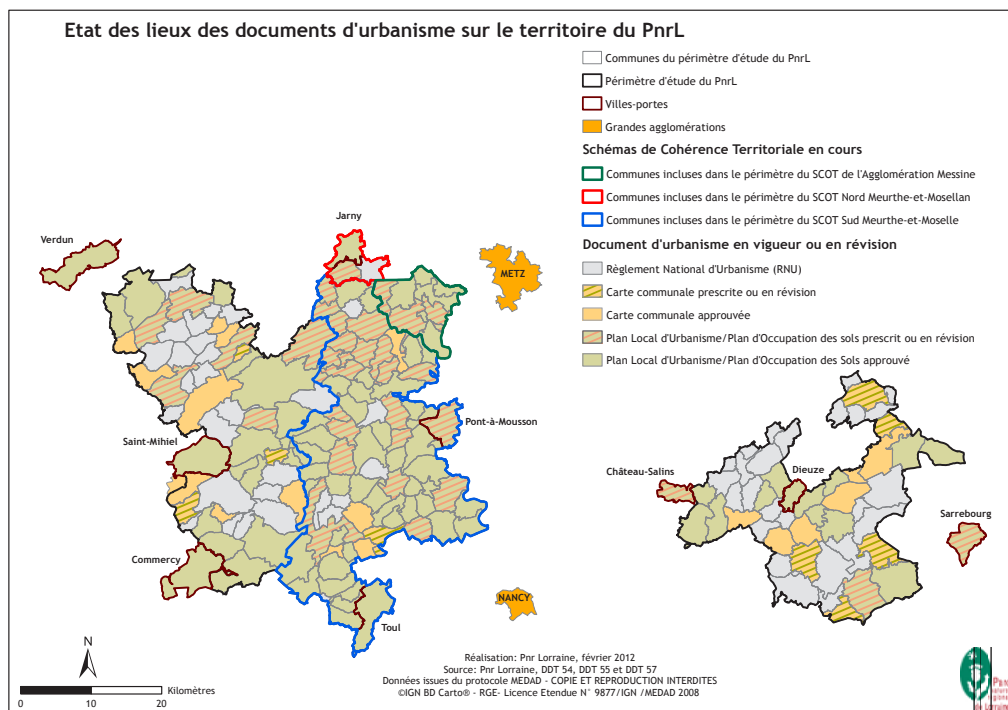 Etat des lieux des documents d'urbanisme sur le territoire du PnrL
Communes du périmètre d'étude du PnrL
Périmètre d'étude du PnrL
Villes-portes
Grandes agglomérations
Schémas de Cohérence Territoriale en cours
Communes incluses dans le périmètre du SCOT de l'Agglomération Messine
Communes incluses dans le périmètre du SCOT Nord Meurthe-et-Mosellan
Communes incluses dans le périmètre du SCOT Sud Meurthe-et-Moselle
Document d'urbanisme en vigueur ou en révision
Règlement National d'Urbanisme (RNU)
Carte communale prescrite ou en révision
Carte communale approuvée
Plan Local d'Urbanisme/Plan d'Occupation des sols prescrit ou en révision
Plan Local d'Urbanisme/Plan d'Occupation des Sols approuvé
Jarny
Verdun
METZ
Saint-Mihiel
Pont-à-Mousson
Château-Salins
Dieuze
Sarrebourg
Commercy
NANCY
Toul
N
Kilomètres
0 10 20
Réalisation: Pnr Lorraine, février 2012
Source: Pnr Lorraine, DDT 54, DDT 55 et DDT 57
Données issues du protocole MEDAD - COPIE ET REPRODUCTION INTERDITES
©IGN BD Carto® - RGE- Licence Etendue N° 9877/IGN /MEDAD 2008
de Lorraine